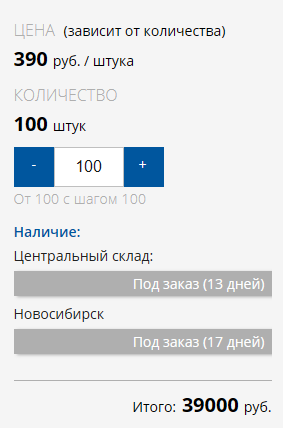 ЦЕНА (зависит от количества)
390 руб. / штука
КОЛИЧЕСТВО
100 штук
- 100 +
От 100 с шагом 100
Наличие:
Центральный склад:
Под заказ (13 дней)
Новосибирск
Под заказ (17 дней)
Итого: 39000 руб.